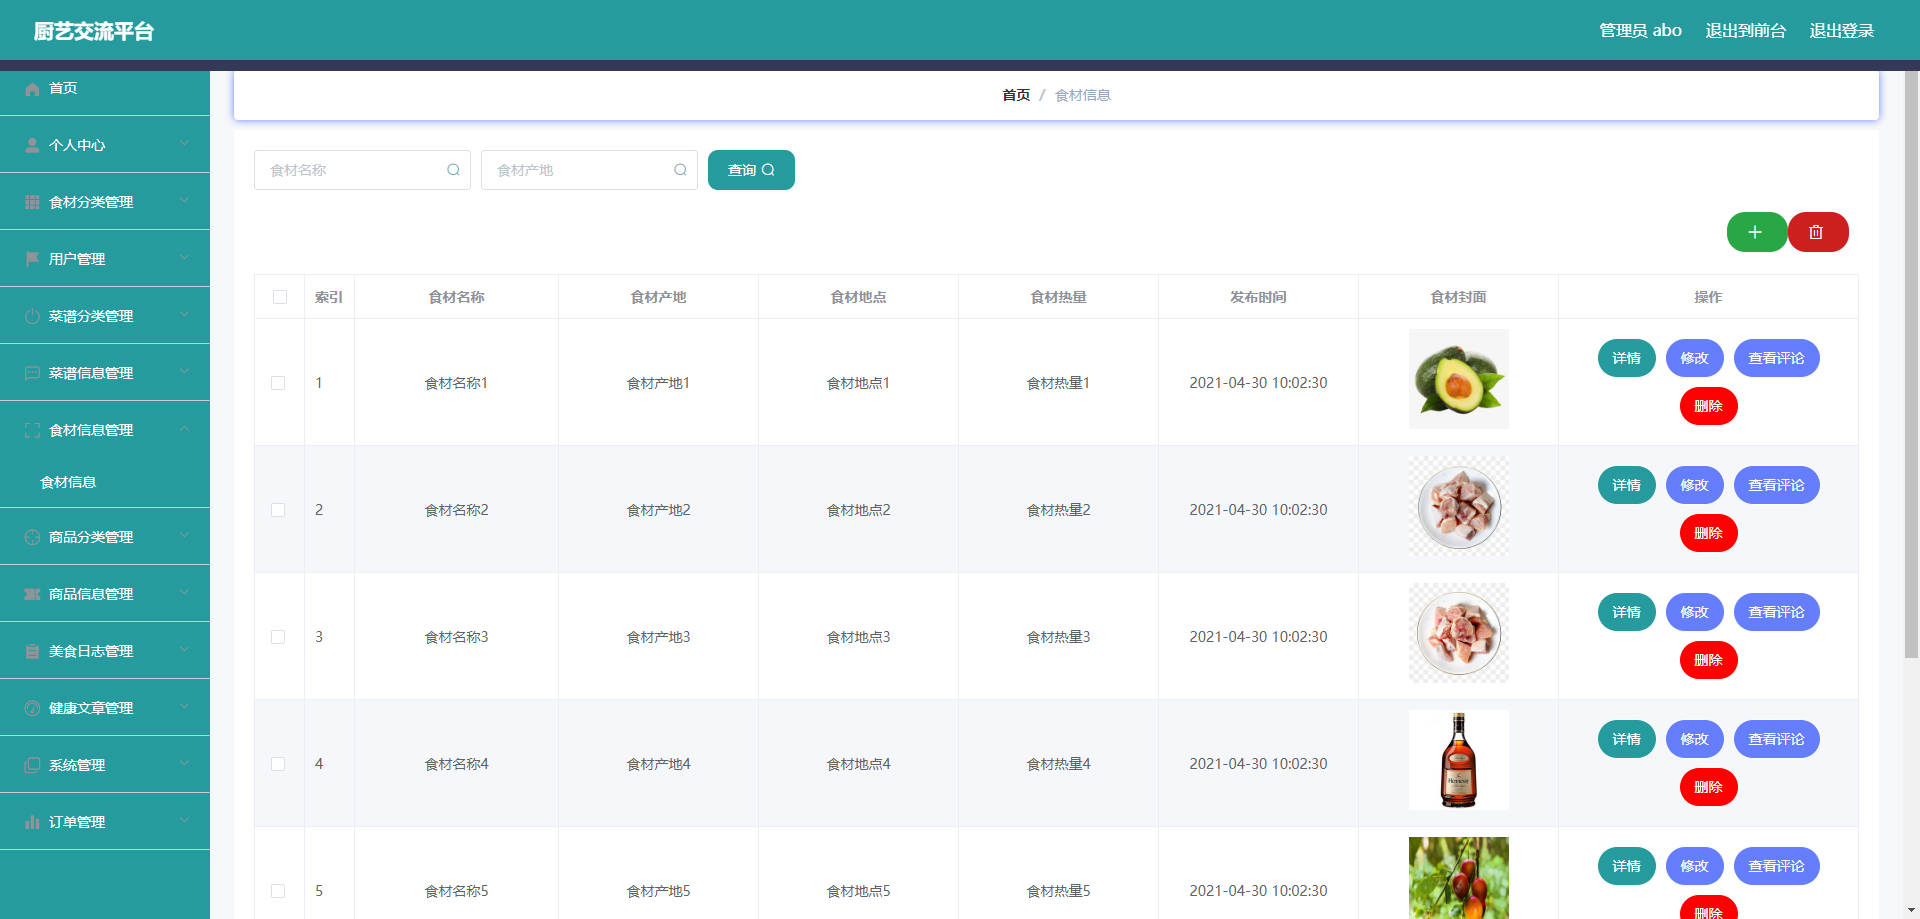 厨艺交流平台
管理员 abo 退出到前台 退出登录
首页
个人中心
食材分类管理
用户管理
菜谱分类管理
菜谱信息管理
食材信息管理
食材信息
商品分类管理
商品信息管理
美食日志管理
健康文章管理
系统管理
订单管理
首页 / 食材信息
食材名称 食材产地 查询
索引 食材名称 食材产地 食材地点 食材热量 发布时间 食材封面 操作
1 食材名称1 食材产地1 食材地点1 食材热量1 2021-04-30 10:02:30 详情 修改 查看评论
删除
2 食材名称2 食材产地2 食材地点2 食材热量2 2021-04-30 10:02:30 详情 修改 查看评论
删除
3 食材名称3 食材产地3 食材地点3 食材热量3 2021-04-30 10:02:30 详情 修改 查看评论
删除
4 食材名称4 食材产地4 食材地点4 食材热量4 2021-04-30 10:02:30 Hennessy 详情 修改 查看评论
删除
5 食材名称5 食材产地5 食材地点5 食材热量5 2021-04-30 10:02:30 详情 修改 查看评论
删除